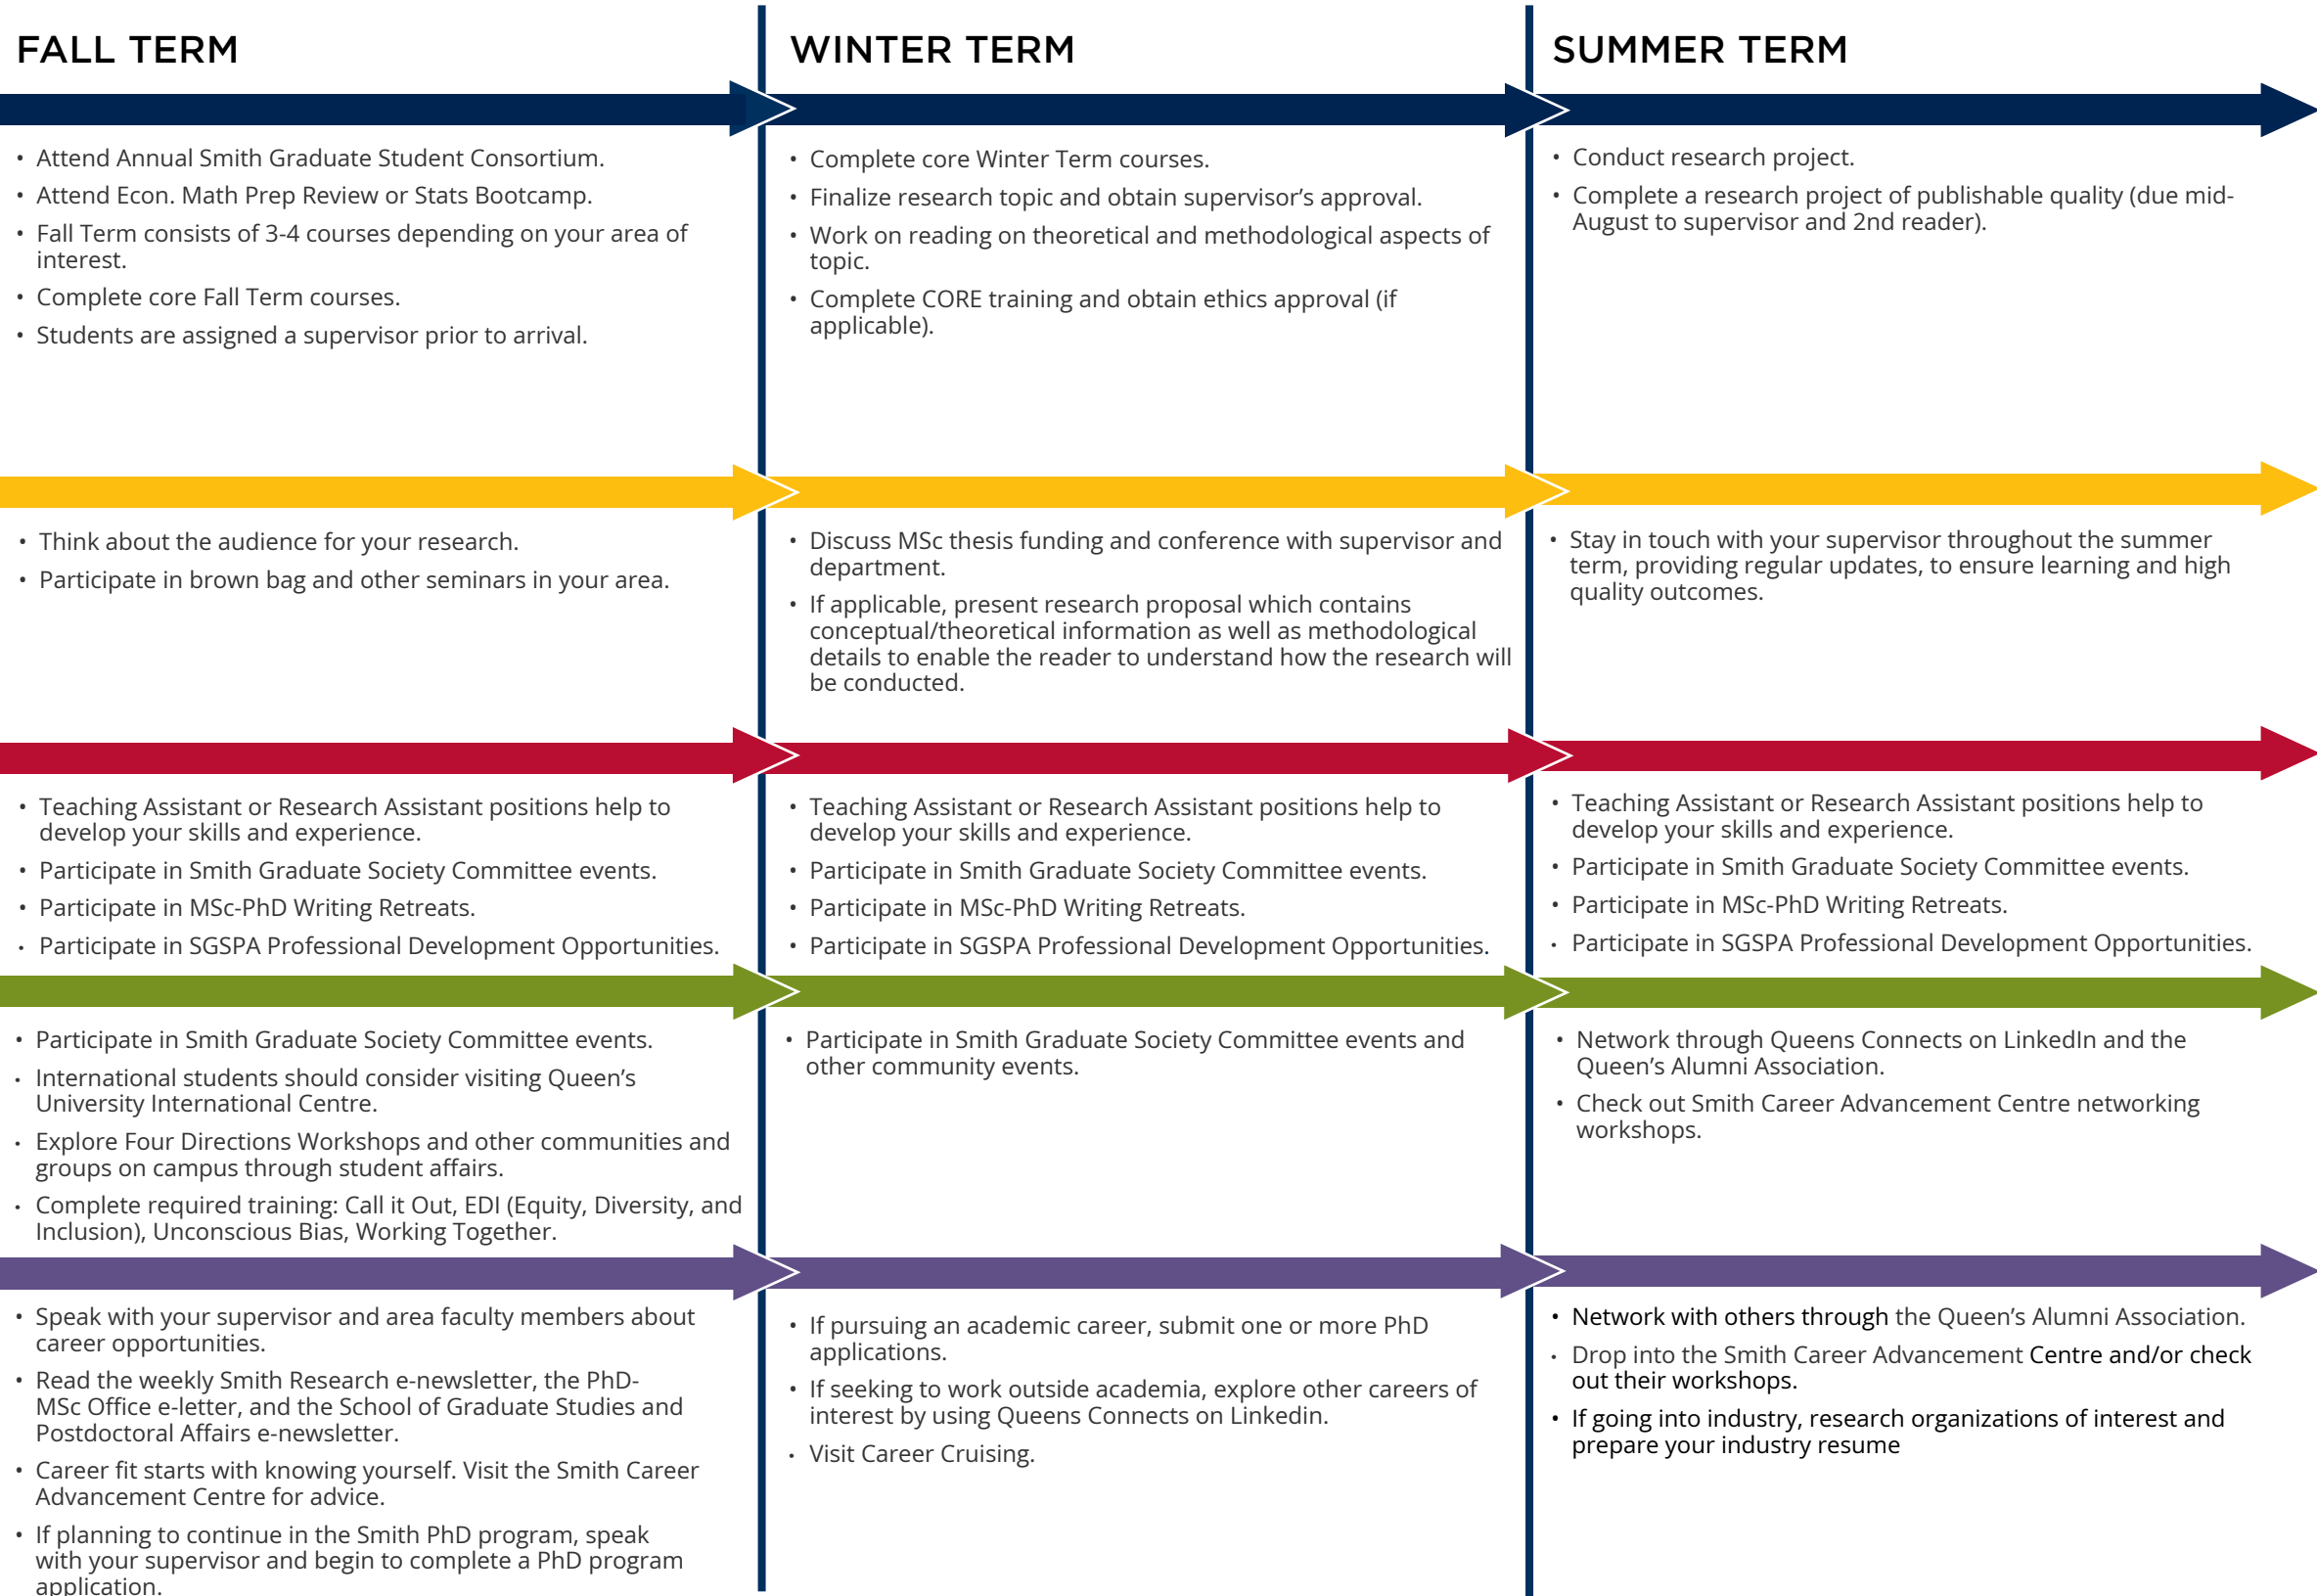 FALL TERM
WINTER TERM
SUMMER TERM
• Attend Annual Smith Graduate Student Consortium.
• Attend Econ. Math Prep Review or Stats Bootcamp.
• Fall Term consists of 3-4 courses depending on your area of
interest.
• Complete core Fall Term courses.
• Students are assigned a supervisor prior to arrival.
• Complete core Winter Term courses.
• Finalize research topic and obtain supervisor’s approval.
• Work on reading on theoretical and methodological aspects of
topic.
• Complete CORE training and obtain ethics approval (if
applicable).
• Conduct research project.
• Complete a research project of publishable quality (due mid-
August to supervisor and 2nd reader).
• Think about the audience for your research.
• Participate in brown bag and other seminars in your area.
• Discuss MSc thesis funding and conference with supervisor and
department.
• If applicable, present research proposal which contains
conceptual/theoretical information as well as methodological
details to enable the reader to understand how the research will
be conducted.
• Stay in touch with your supervisor throughout the summer
term, providing regular updates, to ensure learning and high
quality outcomes.
• Teaching Assistant or Research Assistant positions help to
develop your skills and experience.
• Participate in Smith Graduate Society Committee events.
• Participate in MSc-PhD Writing Retreats.
• Participate in SGSPA Professional Development Opportunities.
• Teaching Assistant or Research Assistant positions help to
develop your skills and experience.
• Participate in Smith Graduate Society Committee events.
• Participate in MSc-PhD Writing Retreats.
• Participate in SGSPA Professional Development Opportunities.
• Teaching Assistant or Research Assistant positions help to
develop your skills and experience.
• Participate in Smith Graduate Society Committee events.
• Participate in MSc-PhD Writing Retreats.
• Participate in SGSPA Professional Development Opportunities.
• Participate in Smith Graduate Society Committee events.
• International students should consider visiting Queen’s
University International Centre.
• Explore Four Directions Workshops and other communities and
groups on campus through student affairs.
• Complete required training: Call it Out, EDI (Equity, Diversity, and
Inclusion), Unconscious Bias, Working Together.
• Participate in Smith Graduate Society Committee events and
other community events.
• Network through Queens Connects on LinkedIn and the
Queen’s Alumni Association.
• Check out Smith Career Advancement Centre networking
workshops.
• Speak with your supervisor and area faculty members about
career opportunities.
• Read the weekly Smith Research e-newsletter, the PhD-
MSc Office e-letter, and the School of Graduate Studies and
Postdoctoral Affairs e-newsletter.
• Career fit starts with knowing yourself. Visit the Smith Career
Advancement Centre for advice.
• If planning to continue in the Smith PhD program, speak
with your supervisor and begin to complete a PhD program
application.
• If pursuing an academic career, submit one or more PhD
applications.
• If seeking to work outside academia, explore other careers of
interest by using Queens Connects on Linkedin.
• Visit Career Cruising.
• Network with others through the Queen’s Alumni Association.
• Drop into the Smith Career Advancement Centre and/or check
out their workshops.
• If going into industry, research organizations of interest and
prepare your industry resume